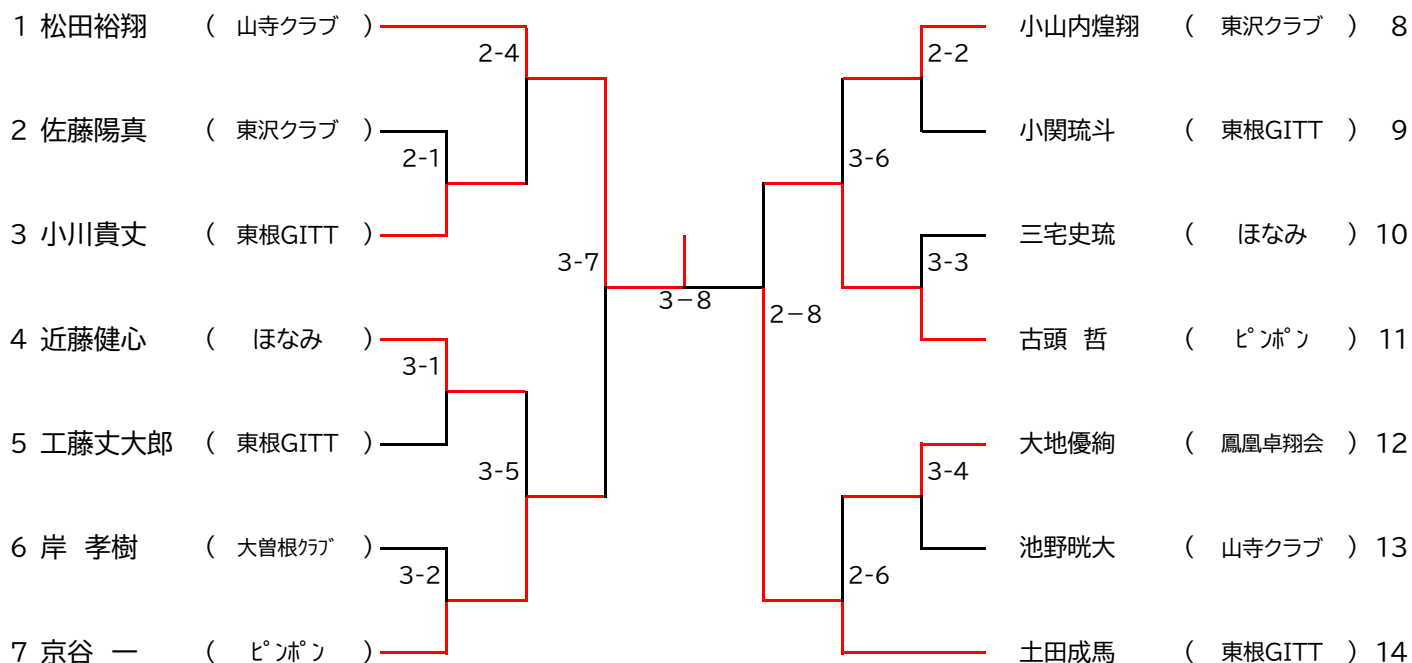 1 松田裕翔 ( 山寺クラブ )
2-4
2 佐藤陽真 ( 東沢クラブ )
2-1
3 小川貴丈 ( 東根GITT )
3-7
4 近藤健心 ( ほなみ )
3-1
5 工藤丈大郎 ( 東根GITT )
3-5
6 岸 孝樹 ( 大曽根クラブ )
3-2
7 京谷 一 ( ピンポン )
3−8
小山内煌翔 ( 東沢クラブ ) 8
2-2
小関琉斗 ( 東根GITT ) 9
3-6
三宅史琉 ( ほなみ ) 10
3-3
2−8
古頭 哲 ( ピンポン ) 11
大地優絢 ( 鳳凰卓翔会 ) 12
3-4
池野晄大 ( 山寺クラブ ) 13
2-6
土田成馬 ( 東根GITT ) 14